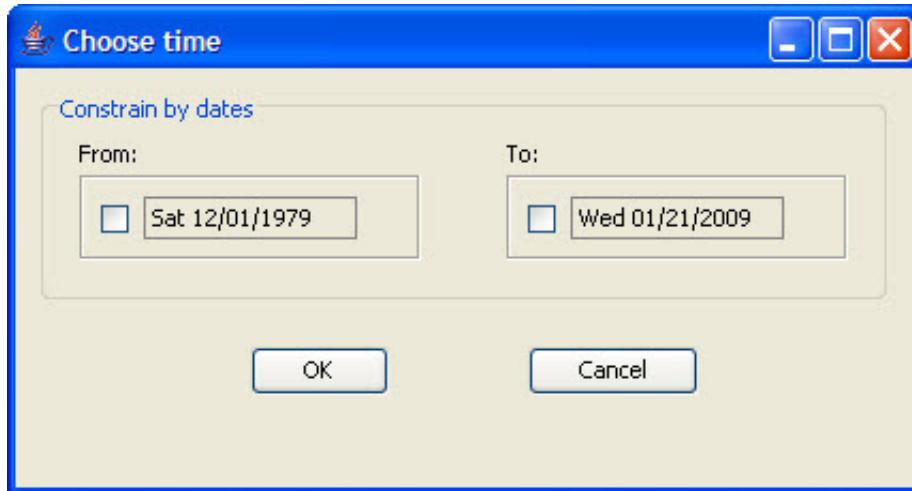 Choose time
Constrain by dates
From:
To:
Sat 12/01/1979
Wed 01/21/2009
OK
Cancel